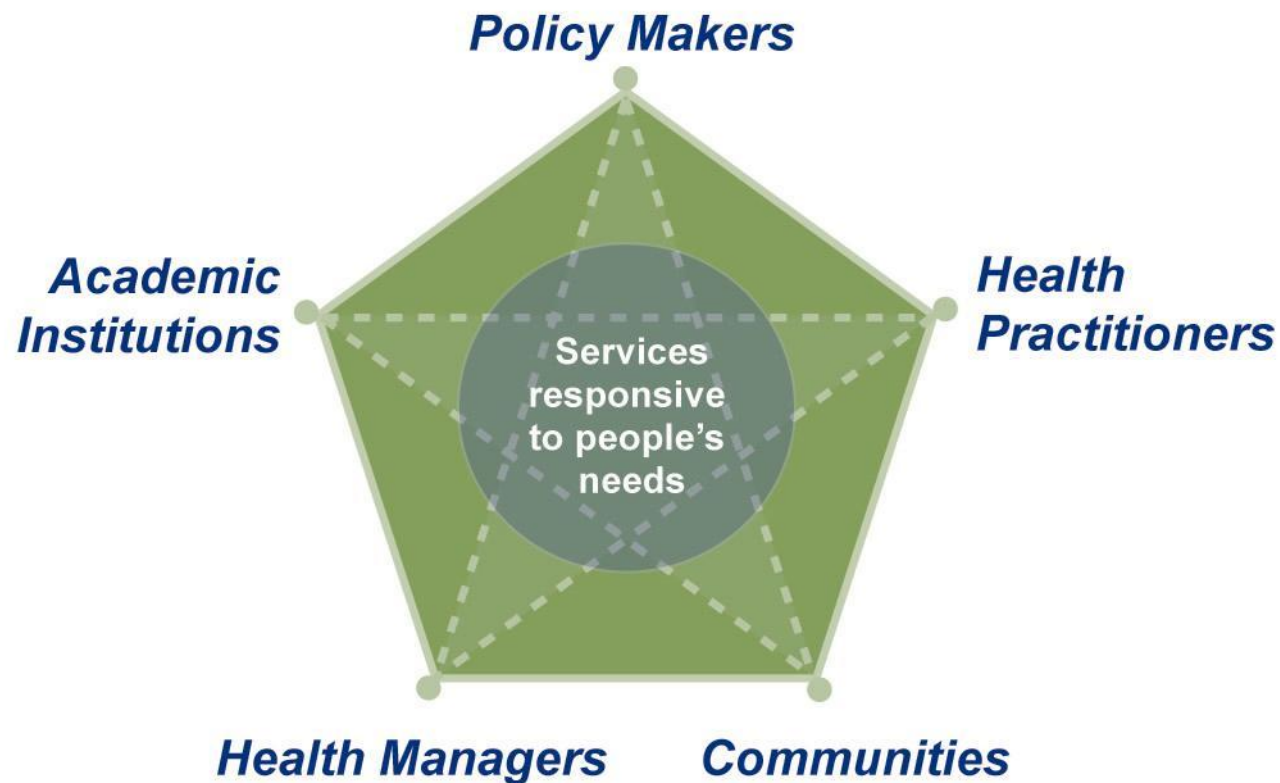 Policy Makers
Academic
Institutions
Health
Practitioners
Services
responsive
to people’s
needs
Health Managers
Communities